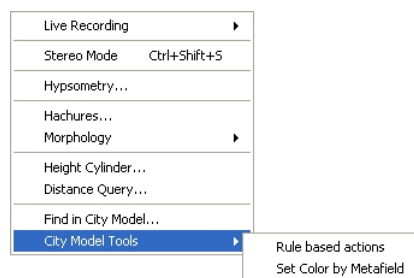 Live Recording
Stereo Mode Ctrl+Shift+S
Hypsometry...
Hachures...
Morphology
Height Cylinder...
Distance Query...
Find in City Model...
City Model Tools
Rule based actions
Set Color by Metafield